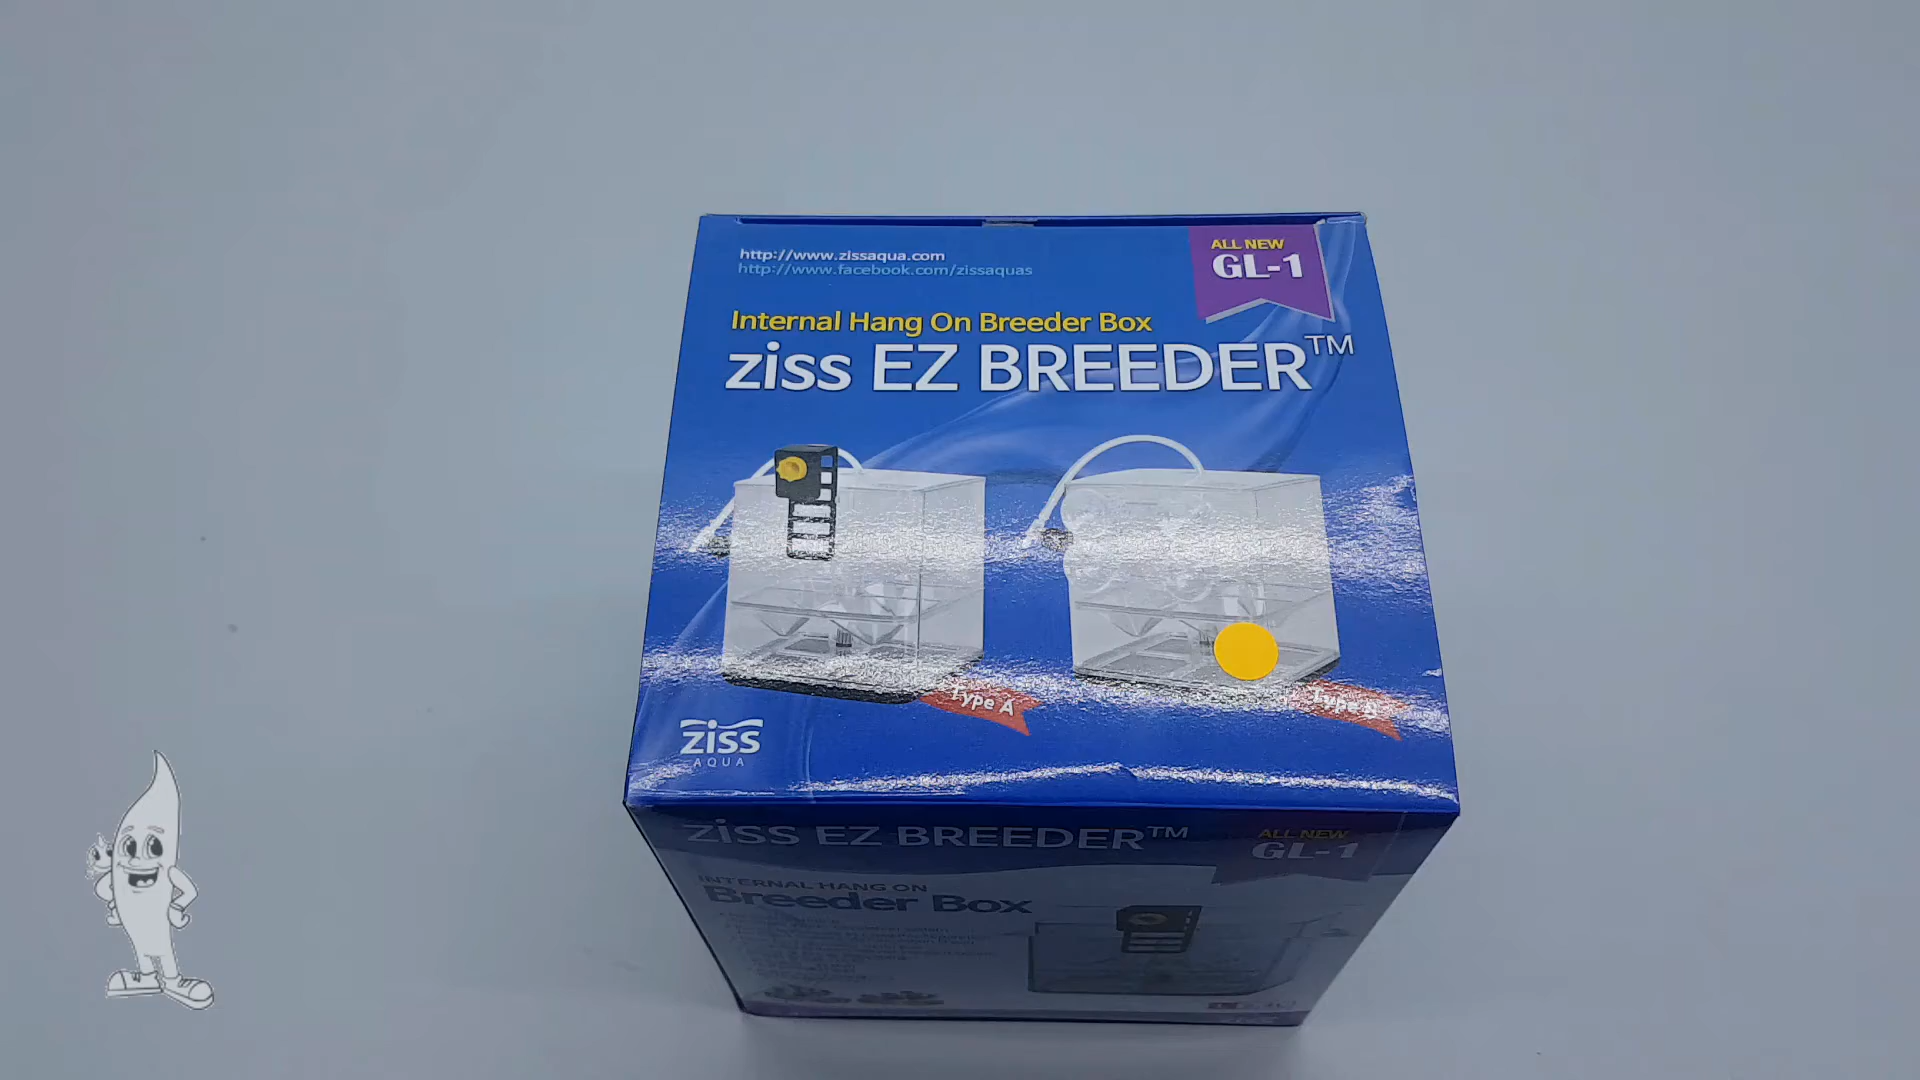 http://www.zissaqua.com
http://www.facebook.com/zissaquas
ALL NEW
GL-1
Internal Hang On Breeder Box
ziss EZ BREEDER™
Type A
Type
ziss
AQUA
ziss EZ BREEDER™
ALL NEW
GL-1
INTERNAL HANG ON
Breeder Box